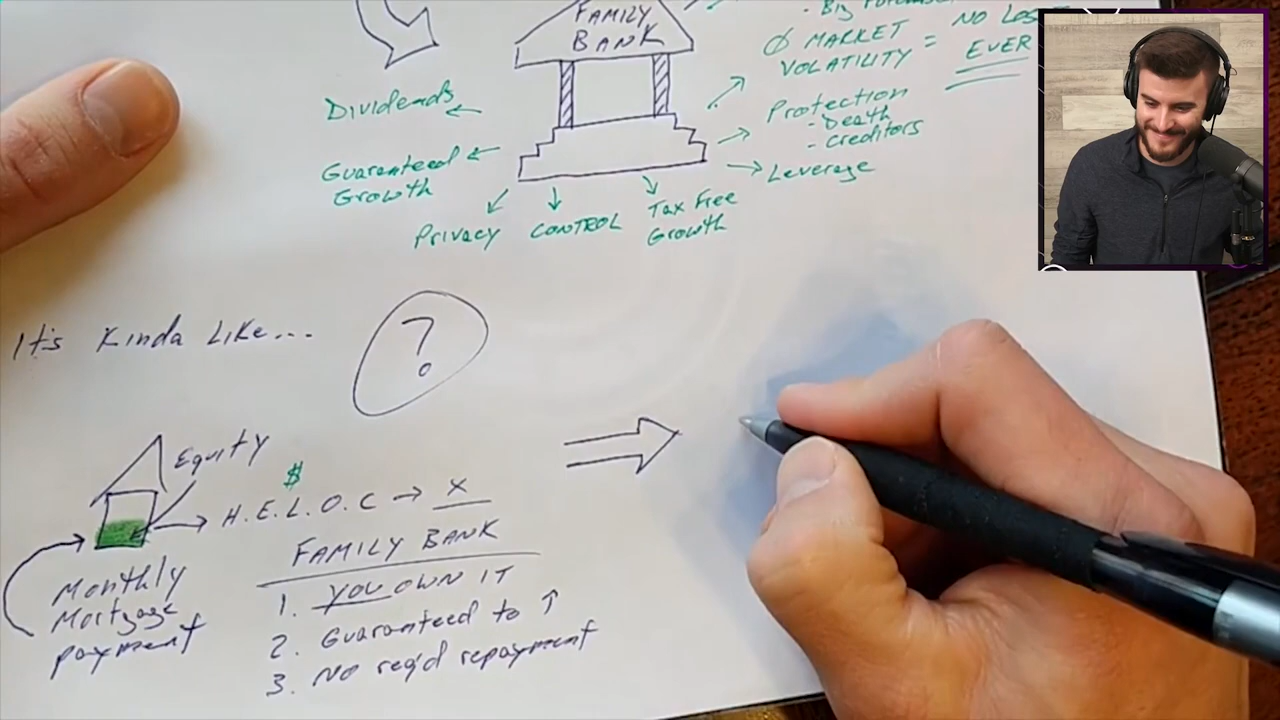 FAMILY
BANK
Ø MARKET
VOLATILITY =
NO LOSS
EVER
Dividends
Guaranteed
Growth
Privacy
CONTROL
Tax Free
Growth
Protection
- Death
- Creditors
Leverage
It's Kinda Like...
?
Equity
$
H.E.L.O.C → X
Monthly
Mortgage
payment
FAMILY BANK
1. YOU OWN IT
2. Guaranteed to ↑
3. No req'd repayment